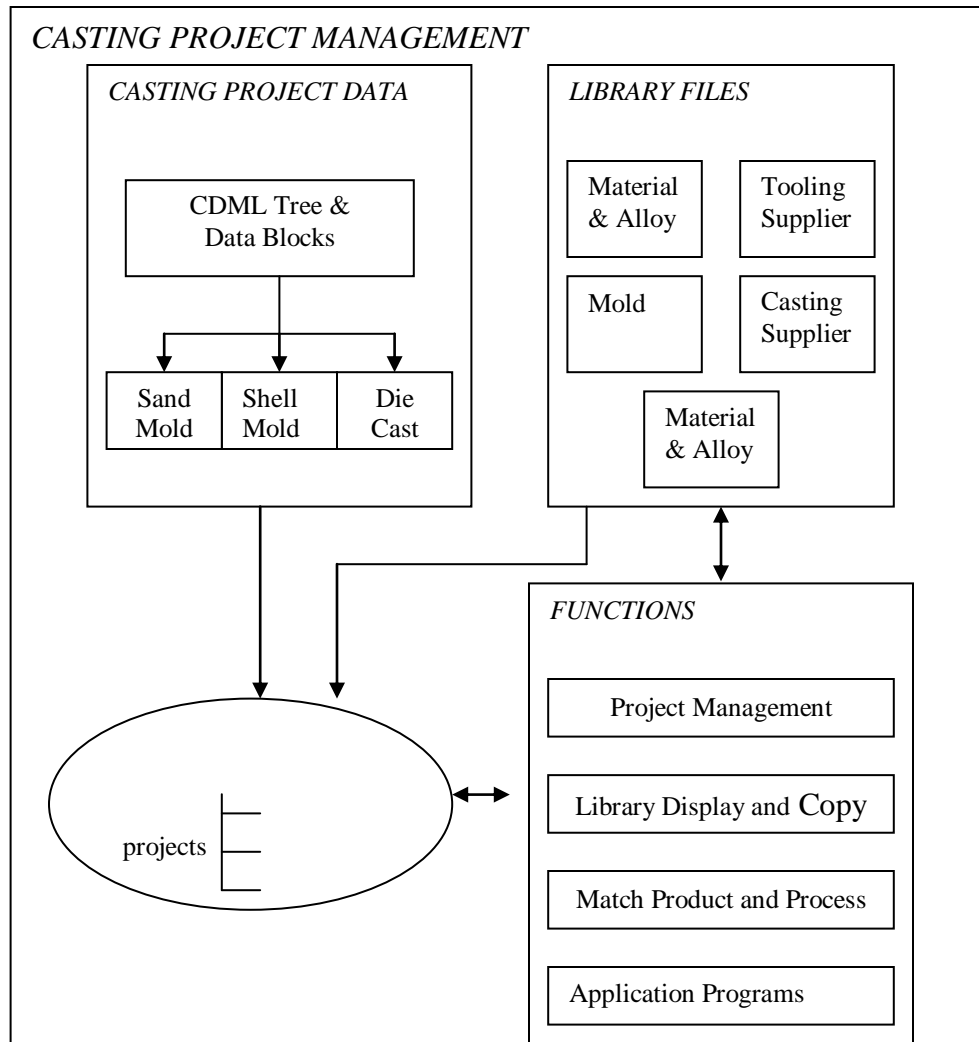 CASTING PROJECT MANAGEMENT
CASTING PROJECT DATA
CDML Tree &
Data Blocks
Sand
Mold
Shell
Mold
Die
Cast
LIBRARY FILES
Material
& Alloy
Tooling
Supplier
Mold
Casting
Supplier
Material
& Alloy
projects
FUNCTIONS
Project Management
Library Display and Copy
Match Product and Process
Application Programs